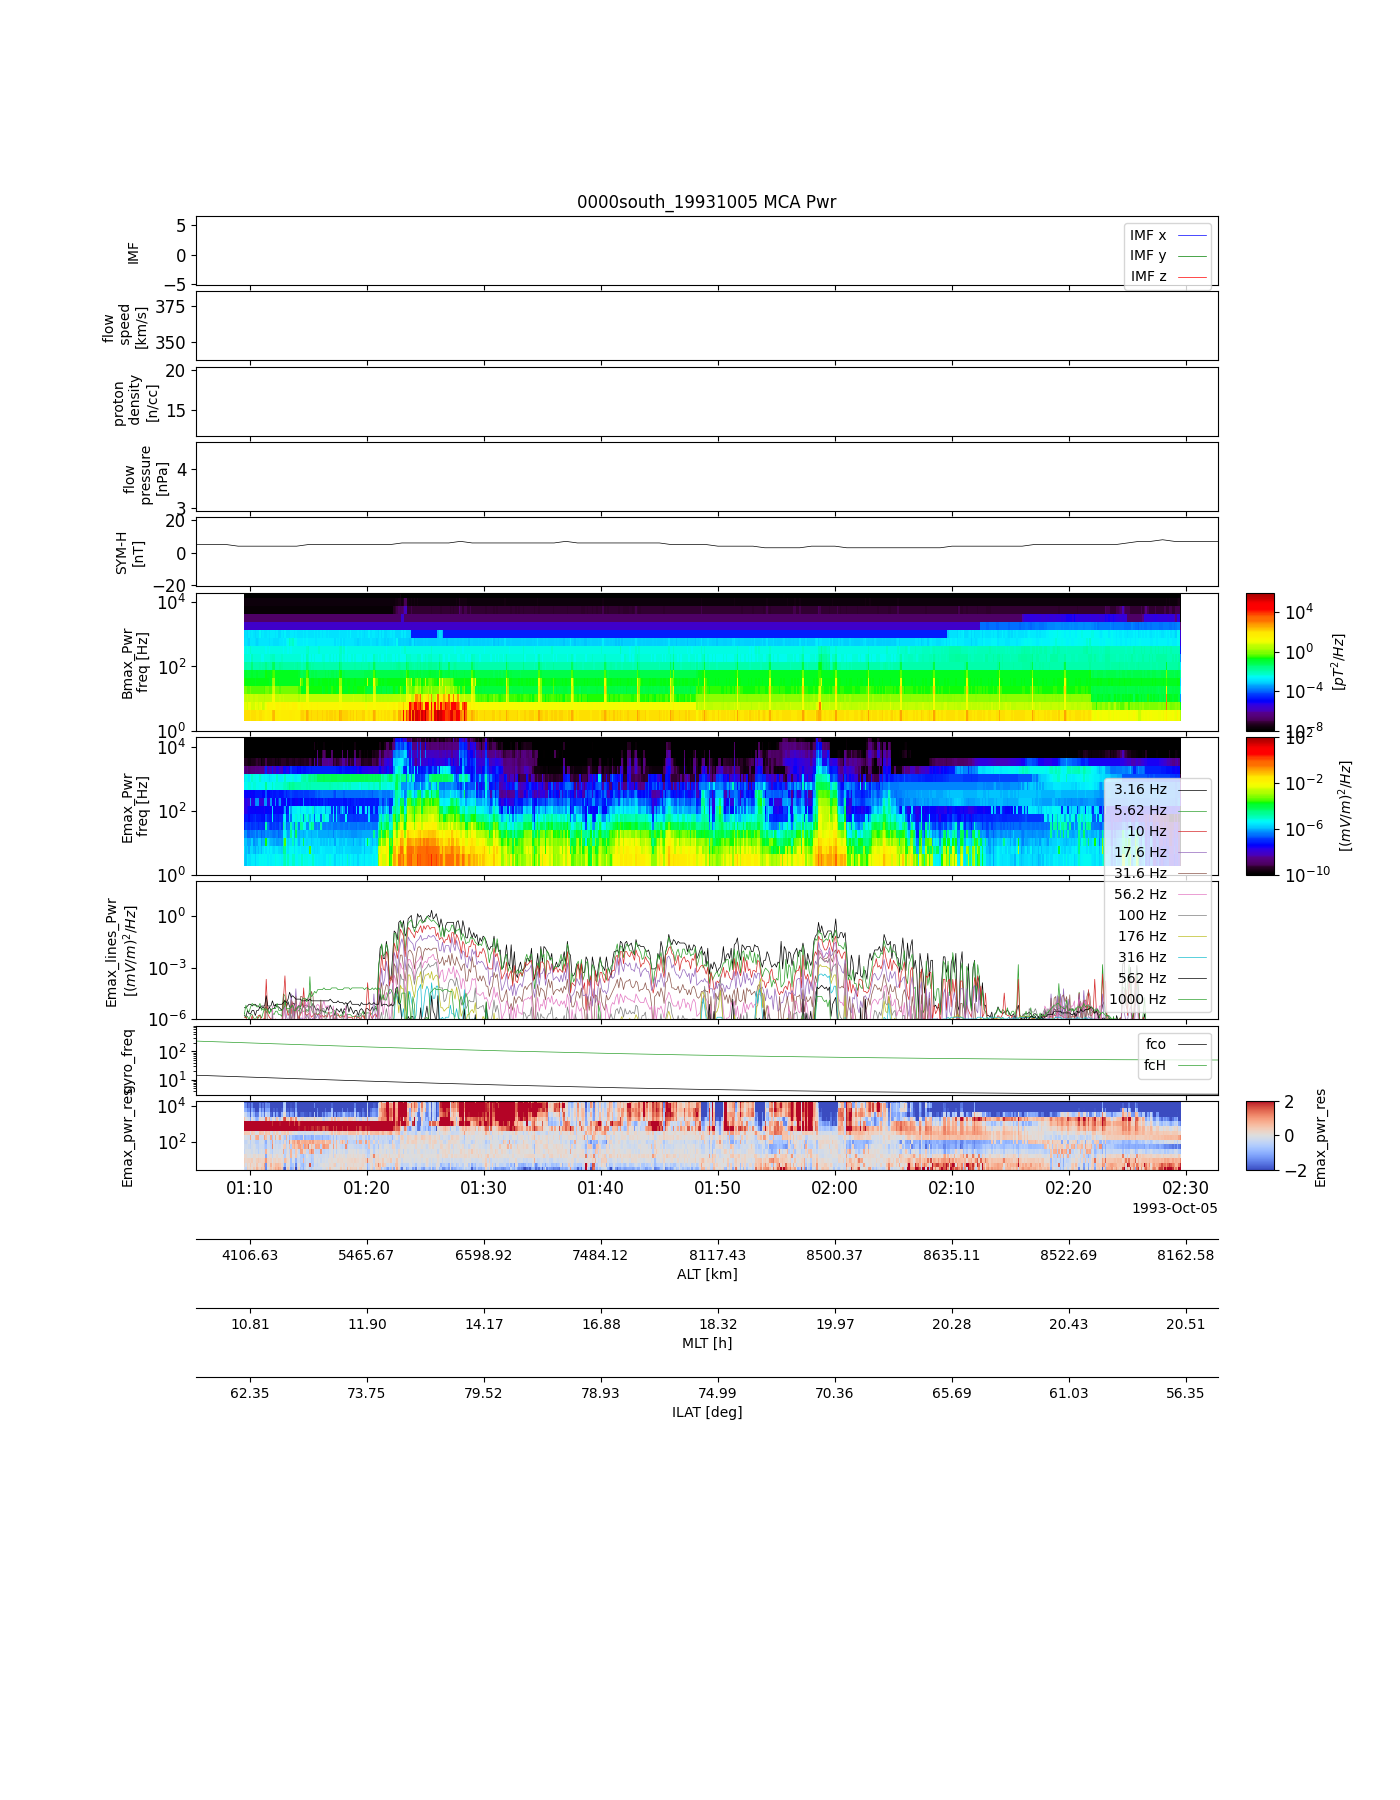 0000south_19931005 MCA Pwr
5
0
−5
IMF
IMF x
IMF y
IMF z
375
350
flow
speed
[km/s]
20
15
proton
density
[n/cc]
4
3
flow
pressure
[nPa]
20
0
−20
SYM-H
[nT]
10^4
10^2
10^0
Bmax_Pwr
freq [Hz]
10^4
10^0
10^−4
10^−8
[pT^2/Hz]
10^4
10^2
10^0
Emax_Pwr
freq [Hz]
10^2
10^−2
10^−6
10^−10
[(mV/m)^2/Hz]
3.16 Hz
5.62 Hz
10 Hz
17.6 Hz
31.6 Hz
56.2 Hz
100 Hz
176 Hz
316 Hz
562 Hz
1000 Hz
10^0
10^−3
10^−6
Emax_lines_Pwr
[(mV/m)^2/Hz]
10^2
10^1
gyro_freq
fco
fcH
10^4
10^2
Emax_pwr_res
2
0
−2
Emax_pwr_res
01:10 01:20 01:30 01:40 01:50 02:00 02:10 02:20 02:30
1993-Oct-05
4106.63 5465.67 6598.92 7484.12 8117.43 8500.37 8635.11 8522.69 8162.58
ALT [km]
10.81 11.90 14.17 16.88 18.32 19.97 20.28 20.43 20.51
MLT [h]
62.35 73.75 79.52 78.93 74.99 70.36 65.69 61.03 56.35
ILAT [deg]